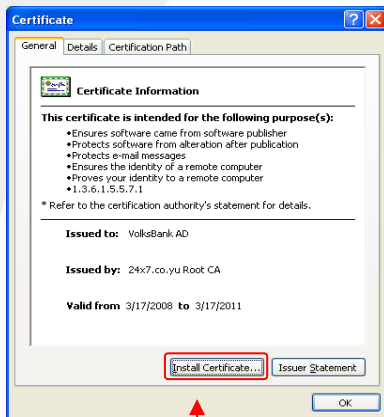 Certificate
General Details Certification Path
Certificate Information
This certificate is intended for the following purpose(s):
•Ensures software came from software publisher
•Protects software from alteration after publication
•Protects e-mail messages
•Ensures the identity of a remote computer
•Proves your identity to a remote computer
•1.3.6.1.5.5.7.1
* Refer to the certification authority's statement for details.
Issued to: VolksBank AD
Issued by: 24x7.co.yu Root CA
Valid from 3/17/2008 to 3/17/2011
Install Certificate... Issuer Statement
OK